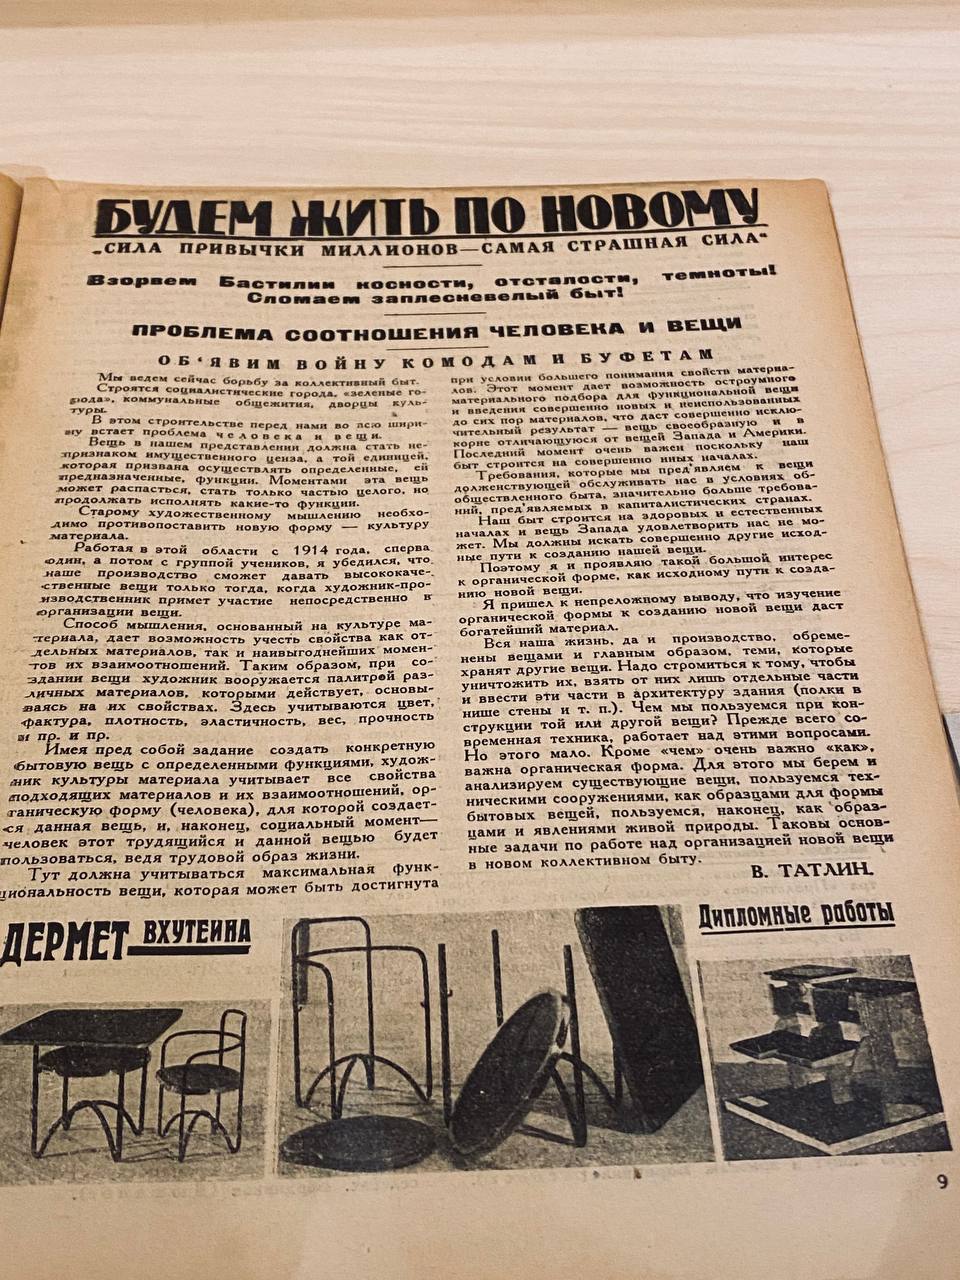 БУДЕМ ЖИТЬ ПО НОВОМУ
„СИЛА ПРИВЫЧКИ МИЛЛИОНОВ—САМАЯ СТРАШНАЯ СИЛА“
Взорвем Бастилии косности, отсталости, темноты!
Сломаем заплесневелый быт!
ПРОБЛЕМА СООТНОШЕНИЯ ЧЕЛОВЕКА И ВЕЩИ
ОБ‘ЯВИМ ВОЙНУ КОМОДАМ И БУФЕТАМ
Мы ведем сейчас борьбу за коллективный быт.
Строятся социалистические города, «зеленые го-
рода», коммунальные общежития, дворцы куль-
туры.
В этом строительстве перед нами во всю шири-
ну встает проблема человека и вещи.
Вещь в нашем представлении должна стать не-
признаком имущественного ценза, а той единицей,
которая призвана осуществлять определенные, ей
предназначенные, функции. Моментами эта вещь
может распасться, стать только частью целого, но
продолжать исполнять какие-то функции.
Старому художественному мышлению необхо-
димо противопоставить новую форму — культуру
материала.
Работая в этой области с 1914 года, сперва
один, а потом с группой учеников, я убедился, что
наше производство сможет давать высококаче-
ственные вещи только тогда, когда художник-про-
изводственник примет участие непосредственно в
организации вещи.
Способ мышления, основанный на культуре ма-
териала, дает возможность учесть свойства как от-
дельных материалов, так и наивыгоднейших момен-
тов их взаимоотношений. Таким образом, при со-
здании вещи художник вооружается палитрой раз-
личных материалов, которыми действует, основы-
ваясь на их свойствах. Здесь учитываются цвет,
фактура, плотность, эластичность, вес, прочность
и пр. и пр.
Имея пред собой задание создать конкретную
бытовую вещь с определенными функциями, худож-
ник культуры материала учитывает все свойства
подходящих материалов и их взаимоотношений, ор-
ганическую форму (человека), для которой создает-
ся данная вещь, и, наконец, социальный момент—
человек этот трудящийся и данной вещью будет
пользоваться, ведя трудовой образ жизни.
Тут должна учитываться максимальная функ-
циональность вещи, которая может быть достигнута
при условии большего понимания свойств материа-
лов. Этот момент дает возможность остроумного
материального подбора для функциональной вещи
и введения совершенно новых и неиспользованных
до сих пор материалов, что даст совершенно исклю-
чительный результат — вещь своеобразную и в
корне отличающуюся от вещей Запада и Америки.
Последний момент очень важен поскольку наш
быт строится на совершенно иных началах.
Требования, которые мы пред‘являем к вещи
долженствующей обслуживать нас в условиях об-
общественного быта, значительно больше требова-
ний, пред‘являемых в капиталистических странах.
Наш быт строится на здоровых и естественных
началах и вещь Запада удовлетворить нас не мо-
жет. Мы должны искать совершенно другие исход-
ные пути к созданию нашей вещи.
Поэтому я и проявляю такой большой интерес
к органической форме, как исходному пути к созда-
нию новой вещи.
Я пришел к непреложному выводу, что изучение
органической формы к созданию новой вещи даст
богатейший материал.
Вся наша жизнь, да и производство, обреме-
нены вещами и главным образом, теми, которые
хранят другие вещи. Надо стромиться к тому, чтобы
уничтожить их, взять от них лишь отдельные части
и ввести эти части в архитектуру здания (полки в
нише стены и т. п.). Чем мы пользуемся при кон-
струкции той или другой вещи? Прежде всего со-
временная техника, работает над этими вопросами.
Но этого мало. Кроме «чем» очень важно «как»,
важна органическая форма. Для этого мы берем и
анализируем существующие вещи, пользуемся тех-
ническими сооружениями, как образцами для формы
бытовых вещей, пользуемся, наконец, как образ-
цами и явлениями живой природы. Таковы основ-
ные задачи по работе над организацией новой вещи
в новом коллективном быту.
В. ТАТЛИН.
ДЕРМЕТ ВХУТЕИНА
Дипломные работы
9